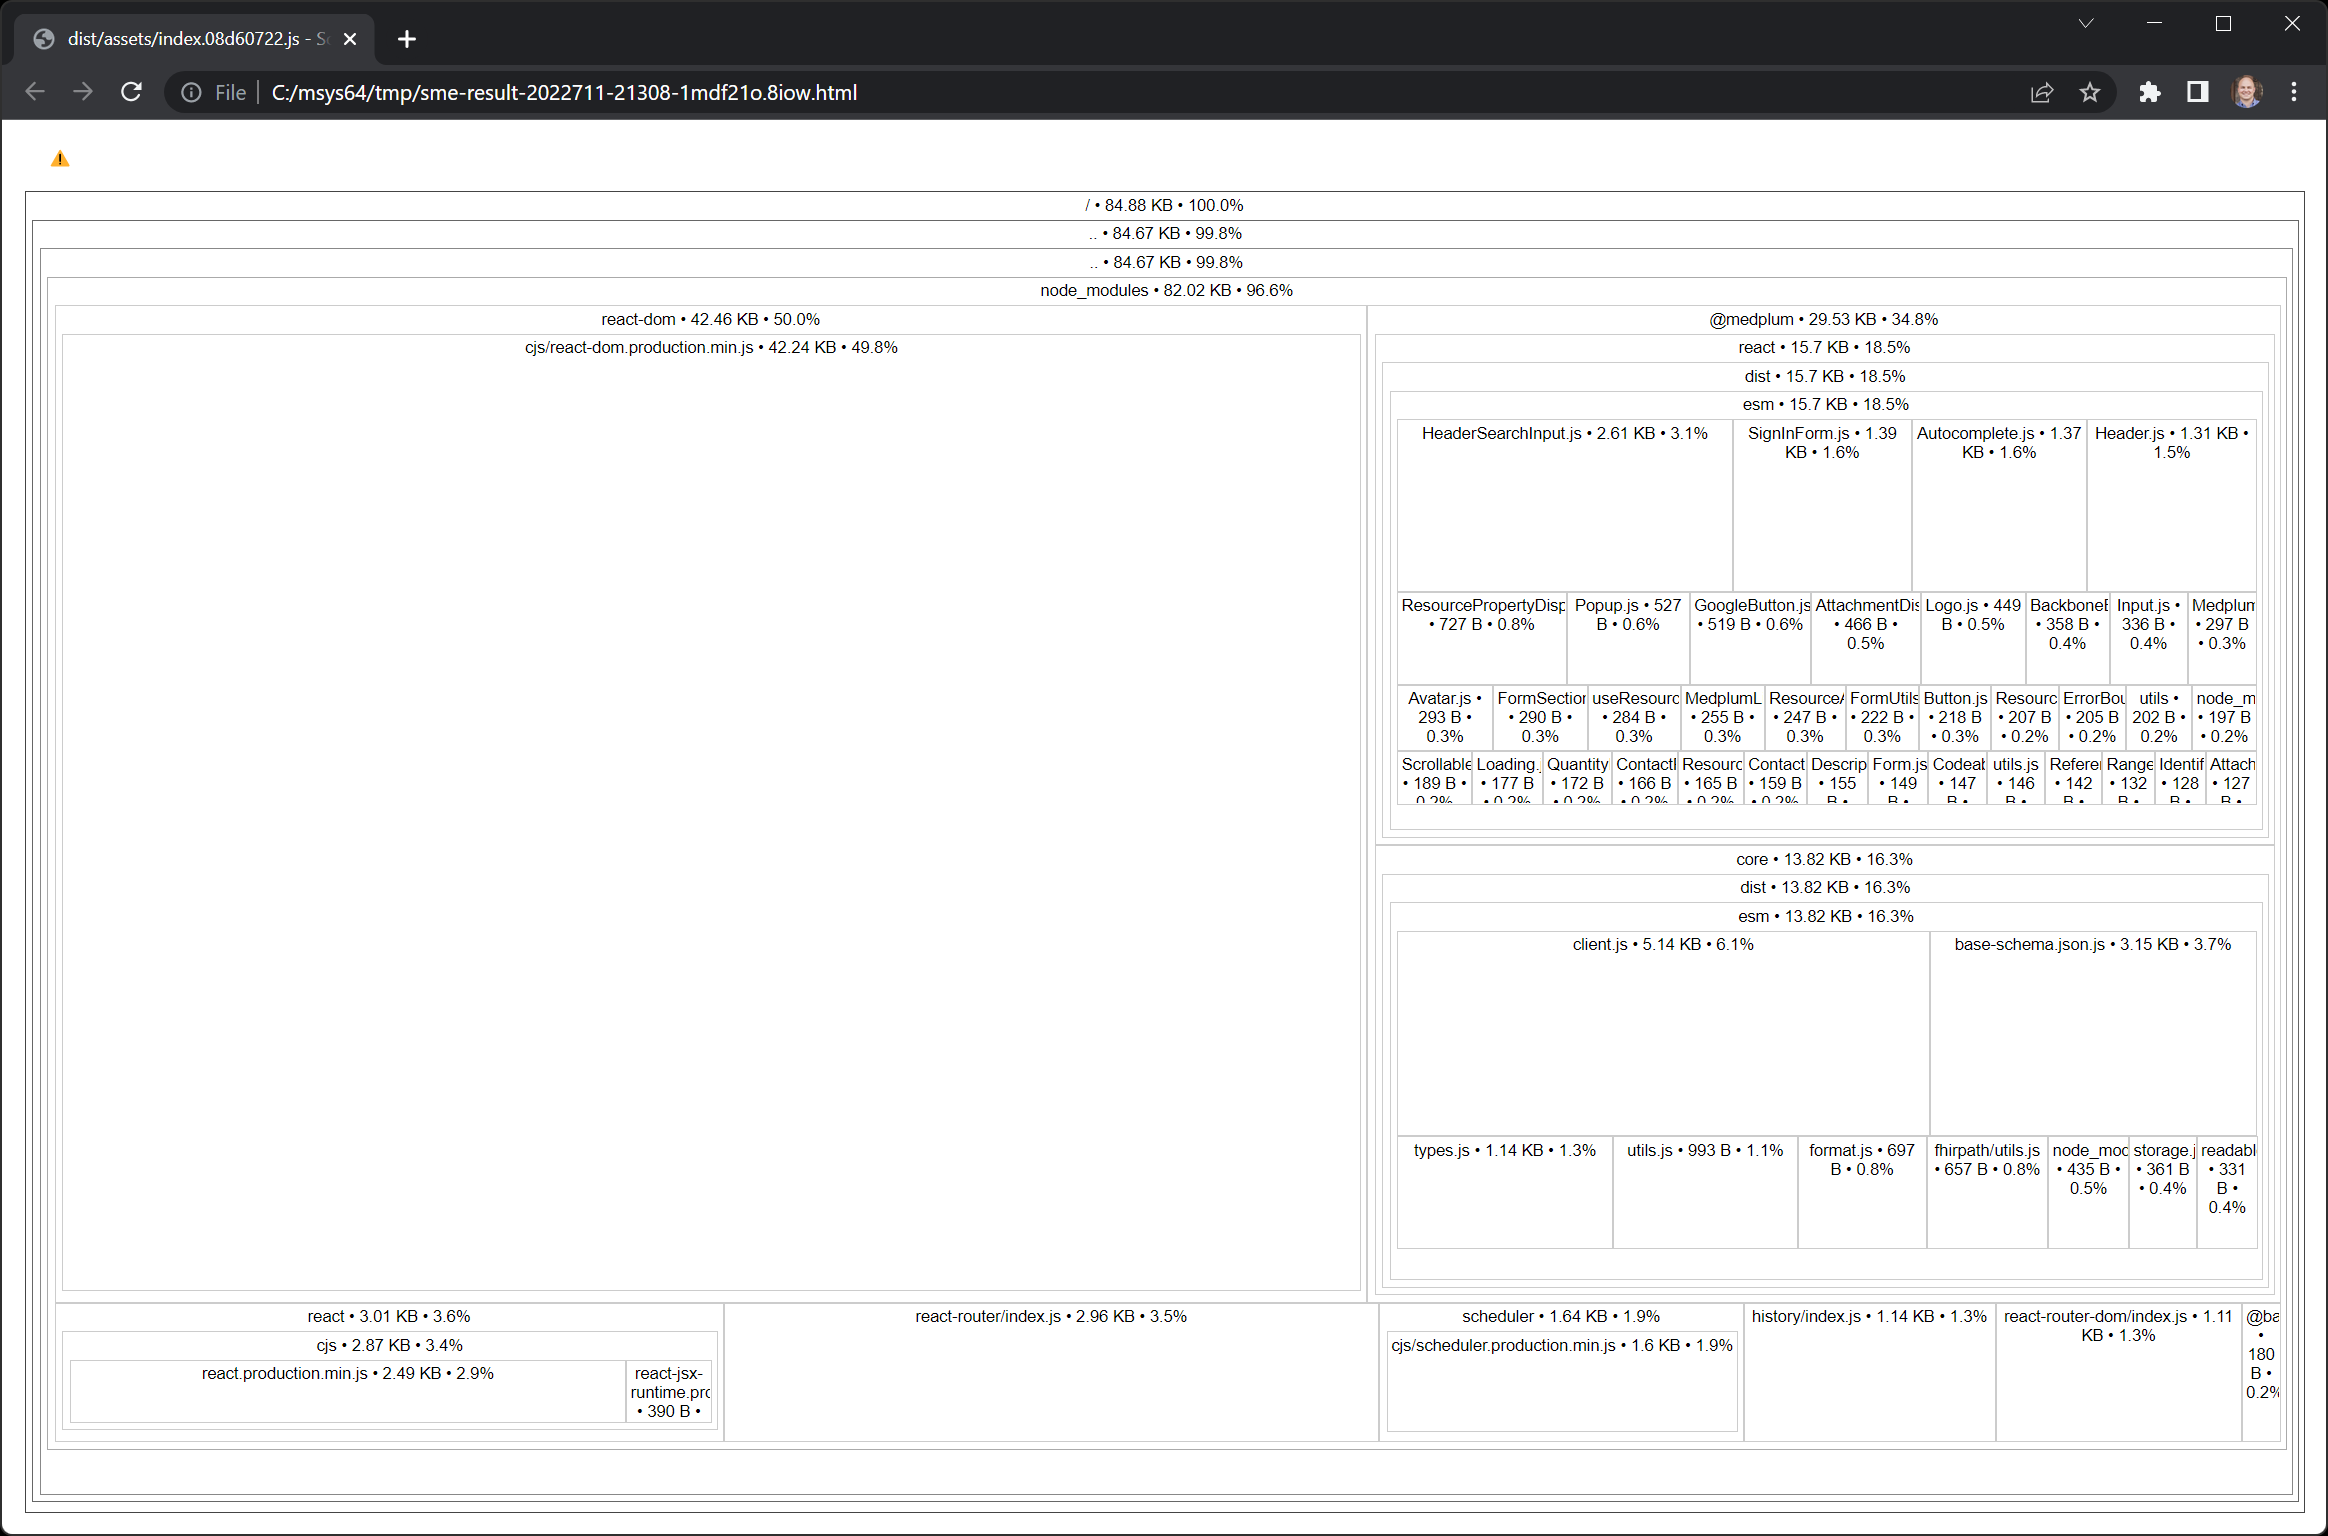 dist/assets/index.08d60722.js - So
File
C:/msys64/tmp/sme-result-2022711-21308-1mdf21o.8iow.html
/ • 84.88 KB • 100.0%
.. • 84.67 KB • 99.8%
.. • 84.67 KB • 99.8%
node_modules • 82.02 KB • 96.6%
react-dom • 42.46 KB • 50.0%
cjs/react-dom.production.min.js • 42.24 KB • 49.8%
@medplum • 29.53 KB • 34.8%
react • 15.7 KB • 18.5%
dist • 15.7 KB • 18.5%
esm • 15.7 KB • 18.5%
HeaderSearchInput.js • 2.61 KB • 3.1%
SignInForm.js • 1.39
KB • 1.6%
Autocomplete.js • 1.37
KB • 1.6%
Header.js • 1.31 KB •
1.5%
ResourcePropertyDisp
• 727 B • 0.8%
Popup.js • 527
B • 0.6%
GoogleButton.js
• 519 B • 0.6%
AttachmentDis
• 466 B •
0.5%
Logo.js • 449
B • 0.5%
BackboneE
• 358 B •
0.4%
Input.js •
336 B •
0.4%
Medplum
• 297 B
• 0.3%
Avatar.js •
293 B •
0.3%
FormSection
• 290 B •
0.3%
useResourc
• 284 B •
0.3%
MedplumL
• 255 B •
0.3%
ResourceA
• 247 B •
0.3%
FormUtils
• 222 B •
0.3%
Button.js
• 218 B
• 0.3%
Resourc
• 207 B
• 0.2%
ErrorBou
• 205 B
• 0.2%
utils •
202 B •
0.2%
node_m
• 197 B
• 0.2%
Scrollable
• 189 B •
0.2%
Loading.j
• 177 B
• 0.2%
Quantity
• 172 B
• 0.2%
ContactI
• 166 B
• 0.2%
Resourc
• 165 B
• 0.2%
Contact
• 159 B
• 0.2%
Descrip
• 155
B •
Form.js
• 149
B •
Codeab
• 147
B •
utils.js
• 146
B •
Referei
• 142
B •
Range
• 132
B •
Identif
• 128
B •
Attach
• 127
B •
core • 13.82 KB • 16.3%
dist • 13.82 KB • 16.3%
esm • 13.82 KB • 16.3%
client.js • 5.14 KB • 6.1%
base-schema.json.js • 3.15 KB • 3.7%
types.js • 1.14 KB • 1.3%
utils.js • 993 B • 1.1%
format.js • 697
B • 0.8%
fhirpath/utils.js
• 657 B • 0.8%
node_mod
• 435 B •
0.5%
storage.j
• 361 B
• 0.4%
readabl
• 331
B •
0.4%
react • 3.01 KB • 3.6%
cjs • 2.87 KB • 3.4%
react.production.min.js • 2.49 KB • 2.9%
react-jsx-
runtime.pro
• 390 B •
react-router/index.js • 2.96 KB • 3.5%
scheduler • 1.64 KB • 1.9%
cjs/scheduler.production.min.js • 1.6 KB • 1.9%
history/index.js • 1.14 KB • 1.3%
react-router-dom/index.js • 1.11
KB • 1.3%
@ba
•
180
B •
0.2%